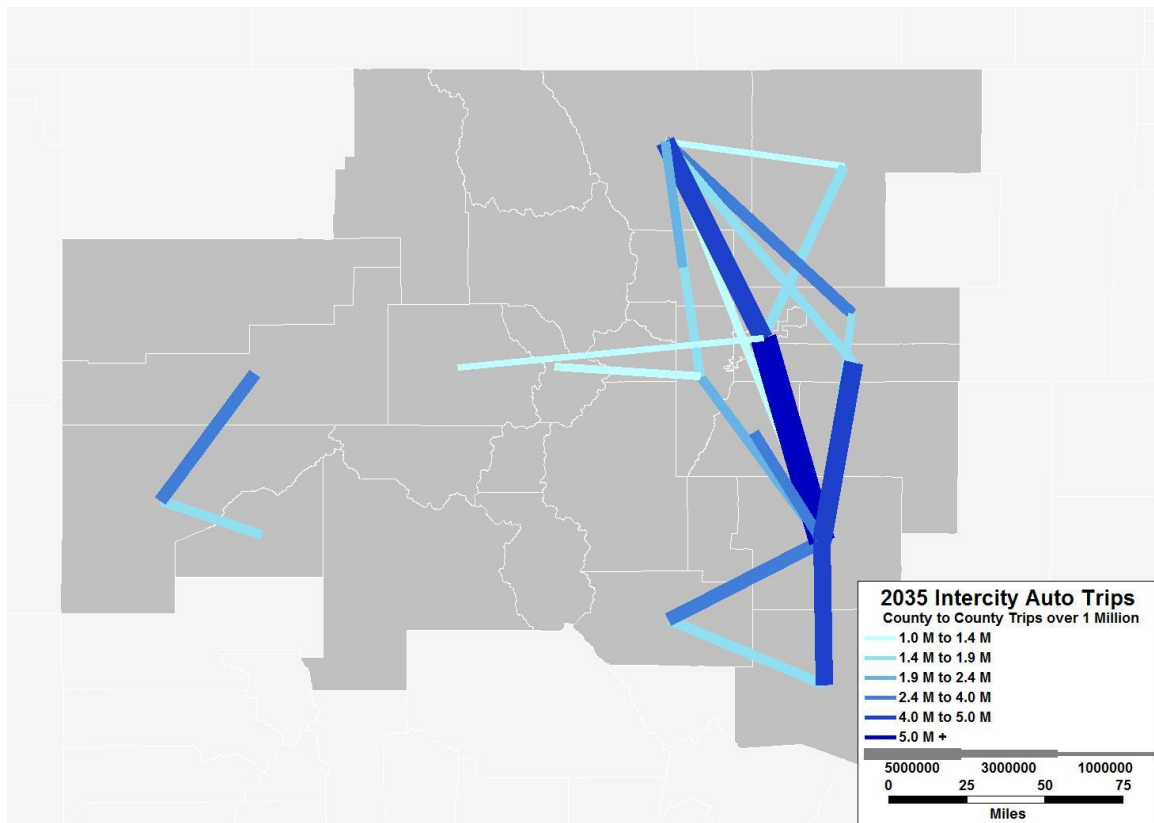 2035 Intercity Auto Trips
County to County Trips over 1 Million
1.0 M to 1.4 M
1.4 M to 1.9 M
1.9 M to 2.4 M
2.4 M to 4.0 M
4.0 M to 5.0 M
5.0 M +
5000000 3000000 1000000
0 25 50 75
Miles